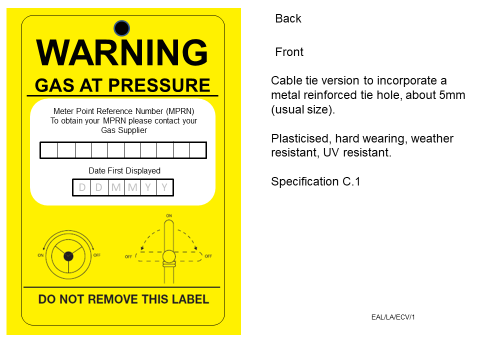 WARNING
GAS AT PRESSURE
Meter Point Reference Number (MPRN)
To obtain your MPRN please contact your
Gas Supplier
Date First Displayed
D D M M Y Y
ON
ON OFF
OFF OFF
DO NOT REMOVE THIS LABEL
Back
Front
Cable tie version to incorporate a
metal reinforced tie hole, about 5mm
(usual size).
Plasticised, hard wearing, weather
resistant, UV resistant.
Specification C.1
EAL/LA/ECV/1